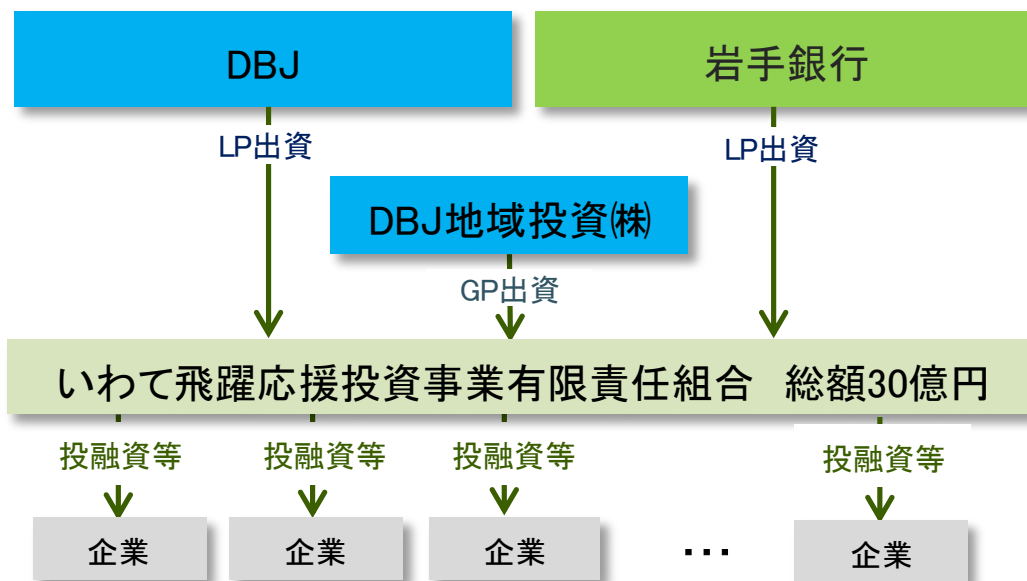 DBJ
岩手銀行
LP出資
LP出資
DBJ地域投資㈱
GP出資
いわて飛躍応援投資事業有限責任組合　総額30億円
投融資等
投融資等
投融資等
投融資等
企業
企業
企業
…
企業